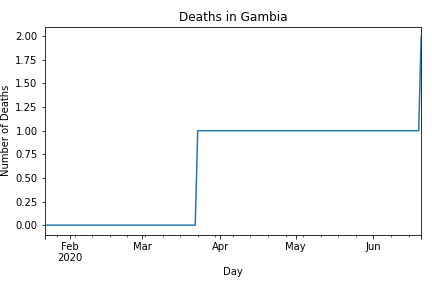 Deaths in Gambia
2.00
1.75
1.50
1.25
1.00
0.75
0.50
0.25
0.00
Number of Deaths
Feb
2020
Mar
Apr
May
Jun
Day